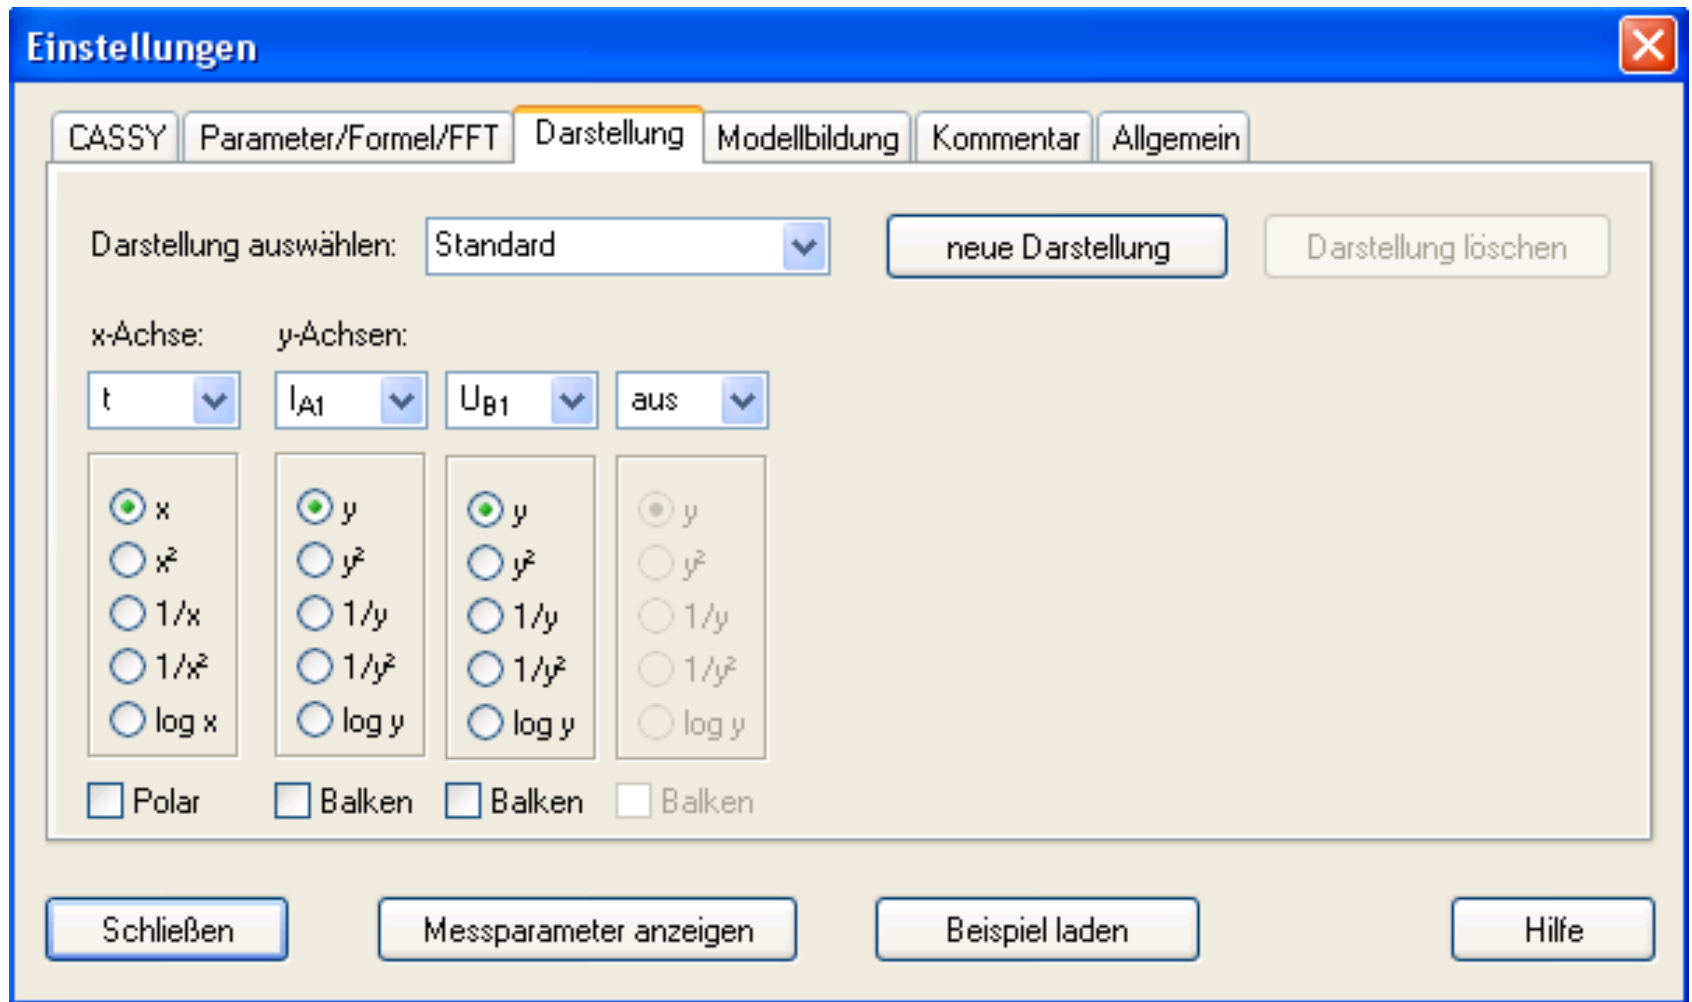 Einstellungen
CASSY Parameter/Formel/FFT Darstellung Modellbildung Kommentar Allgemein
Darstellung auswählen: Standard neue Darstellung Darstellung löschen
x-Achse: y-Achsen:
t I_A1 U_B1 aus
x y y y
x² y² y² y²
1/x 1/y 1/y 1/y
1/x² 1/y² 1/y² 1/y²
log x log y log y log y
Polar Balken Balken Balken
Schließen Messparameter anzeigen Beispiel laden Hilfe